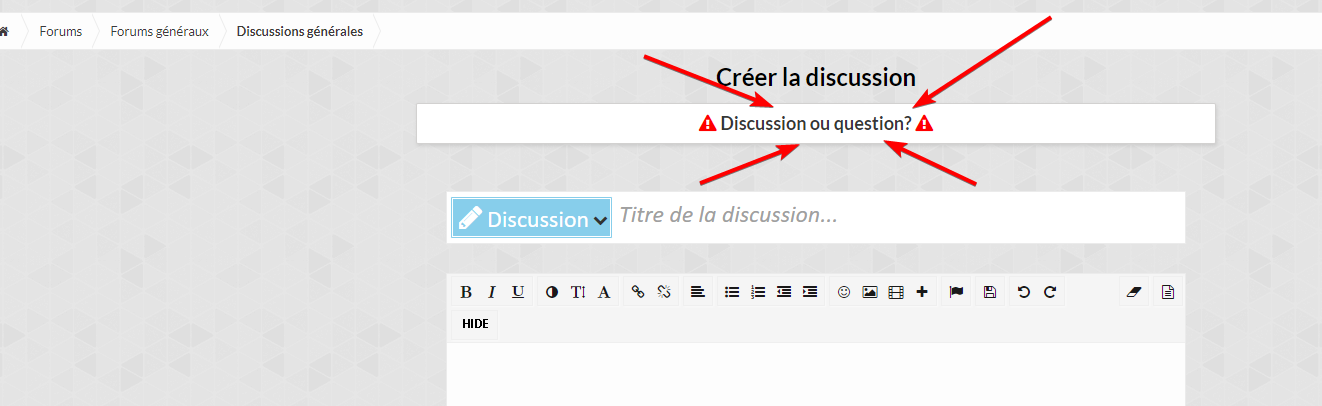 Forums Forums généraux Discussions générales
Créer la discussion
Discussion ou question?
Discussion Titre de la discussion...
B I U T A
HIDE